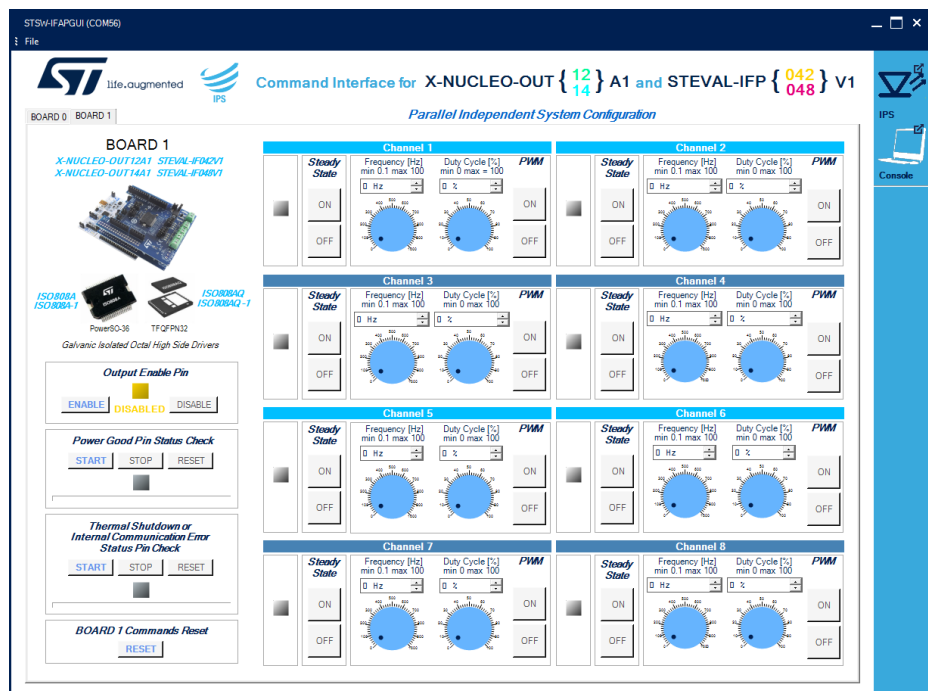 STSW-IFAPGUI (COM56)
File
life.augmented
IPS
Command Interface for X-NUCLEO-OUT { 12 14 } A1 and STEVAL-IFP { 042 048 } V1
Parallel Independent System Configuration
BOARD 0 BOARD 1
IPS
Console
BOARD 1
X-NUCLEO-OUT12A1 STEVAL-IF042V1
X-NUCLEO-OUT14A1 STEVAL-IF048V1
ISO808A
ISO808A-1
ISO808AQ
ISO808AQ -1
PowerSO-36 TFQFPN32
Galvanic Isolated Octal High Side Drivers
Output Enable Pin
ENABLE DISABLED DISABLE
Power Good Pin Status Check
START STOP RESET
Thermal Shutdown or
Internal Communication Error
Status Pin Check
START STOP RESET
BOARD 1 Commands Reset
RESET
Channel 1
Steady State
Frequency [Hz]
min 0.1 max 100
Duty Cycle [%]
min 0 max = 100
PWM
0 Hz
0 %
ON
OFF
ON
OFF
Channel 2
Steady State
Frequency [Hz]
min 0.1 max 100
Duty Cycle [%]
min 0 max 100
PWM
0 Hz
0 %
ON
OFF
ON
OFF
Channel 3
Steady State
Frequency [Hz]
min 0.1 max 100
Duty Cycle [%]
min 0 max 100
PWM
0 Hz
0 %
ON
OFF
ON
OFF
Channel 4
Steady State
Frequency [Hz]
min 0.1 max 100
Duty Cycle [%]
min 0 max 100
PWM
0 Hz
0 %
ON
OFF
ON
OFF
Channel 5
Steady State
Frequency [Hz]
min 0.1 max 100
Duty Cycle [%]
min 0 max 100
PWM
0 Hz
0 %
ON
OFF
ON
OFF
Channel 6
Steady State
Frequency [Hz]
min 0.1 max 100
Duty Cycle [%]
min 0 max 100
PWM
0 Hz
0 %
ON
OFF
ON
OFF
Channel 7
Steady State
Frequency [Hz]
min 0.1 max 100
Duty Cycle [%]
min 0 max 100
PWM
0 Hz
0 %
ON
OFF
ON
OFF
Channel 8
Steady State
Frequency [Hz]
min 0.1 max 100
Duty Cycle [%]
min 0 max 100
PWM
0 Hz
0 %
ON
OFF
ON
OFF